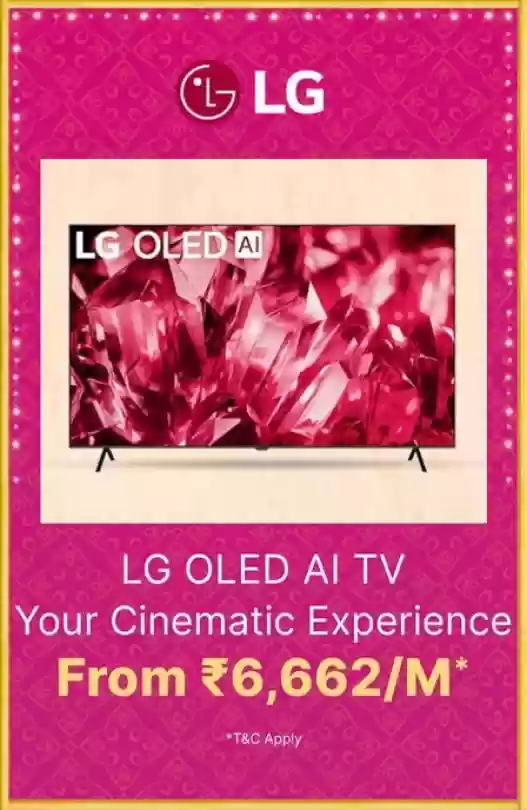 LG
LG OLED AI
LG OLED AI TV
Your Cinematic Experience
From ₹6,662/M*
*T&C Apply